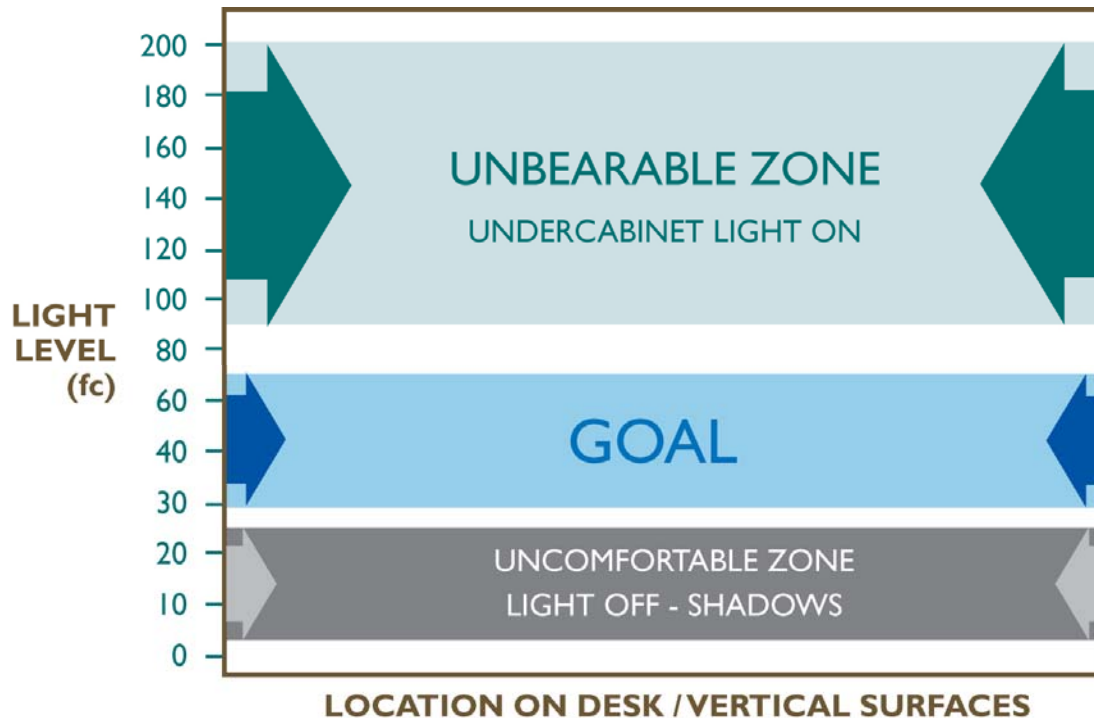 200
180
160
140
120
100
80
60
40
30
20
10
0
LIGHT
LEVEL
(fc)
UNBEARABLE ZONE
UNDERCABINET LIGHT ON
GOAL
UNCOMFORTABLE ZONE
LIGHT OFF - SHADOWS
LOCATION ON DESK / VERTICAL SURFACES